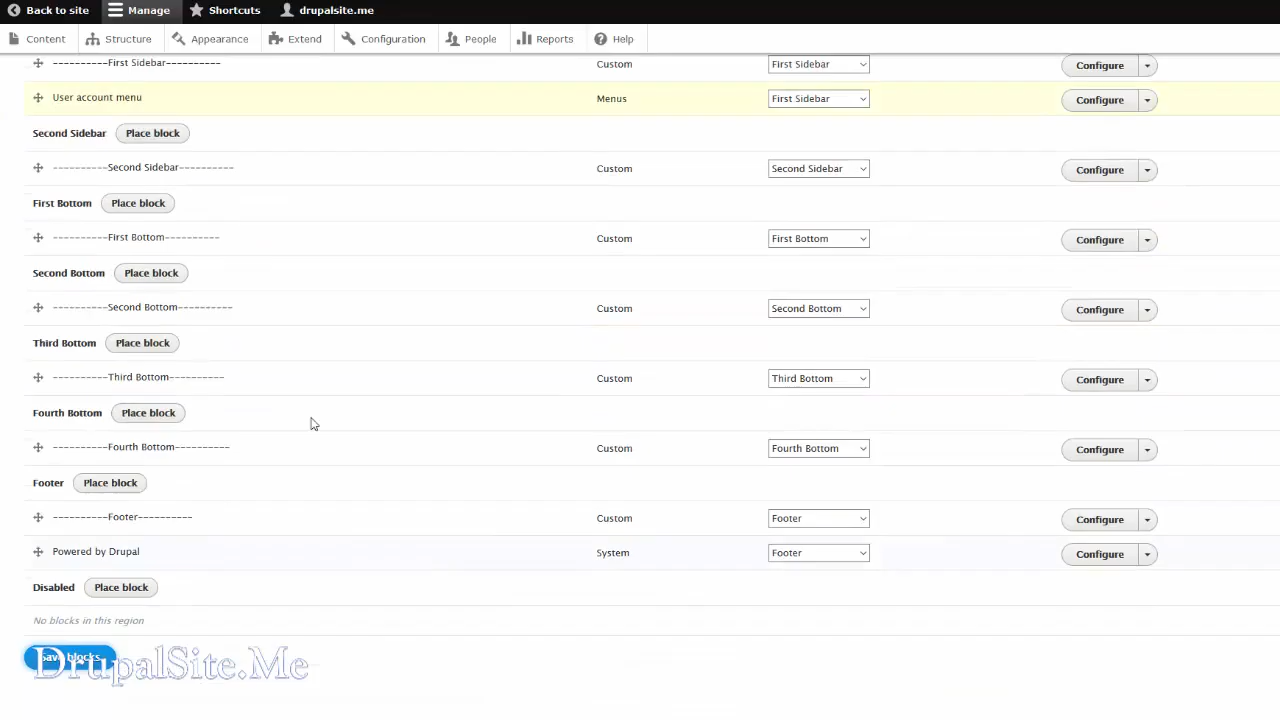 Back to site Manage Shortcuts drupalsite.me
Content Structure Appearance Extend Configuration People Reports Help
----------First Sidebar---------- Custom First Sidebar Configure
User account menu Menus First Sidebar Configure
Second Sidebar Place block
----------Second Sidebar---------- Custom Second Sidebar Configure
First Bottom Place block
----------First Bottom---------- Custom First Bottom Configure
Second Bottom Place block
----------Second Bottom---------- Custom Second Bottom Configure
Third Bottom Place block
----------Third Bottom---------- Custom Third Bottom Configure
Fourth Bottom Place block
----------Fourth Bottom---------- Custom Fourth Bottom Configure
Footer Place block
----------Footer---------- Custom Footer Configure
Powered by Drupal System Footer Configure
Disabled Place block
No blocks in this region
Save blocks
DrupalSite.Me